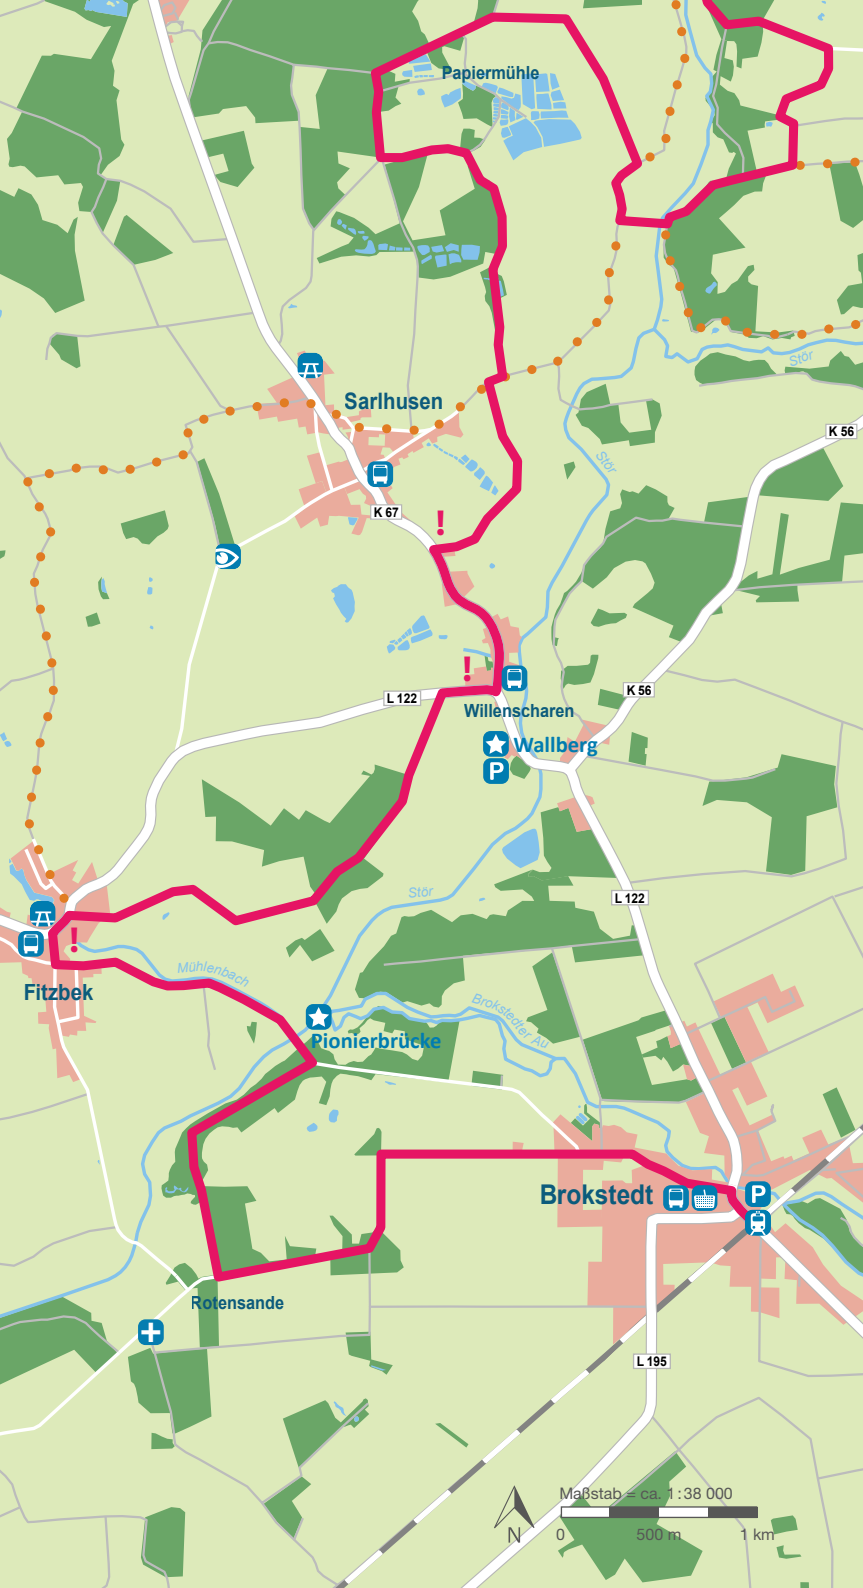 Papiermühle
Stör
Sarlhusen
K 56
Stör
K 67
!
!
L 122
K 56
Willenscharen
Wallberg
P
L 122
Stör
!
Mühlenbach
Fitzbek
Brokstedter Au
Pionierbrücke
Brokstedt
P
Rotensande
L 195
Maßstab = ca. 1:38 000
N
0 500 m 1 km